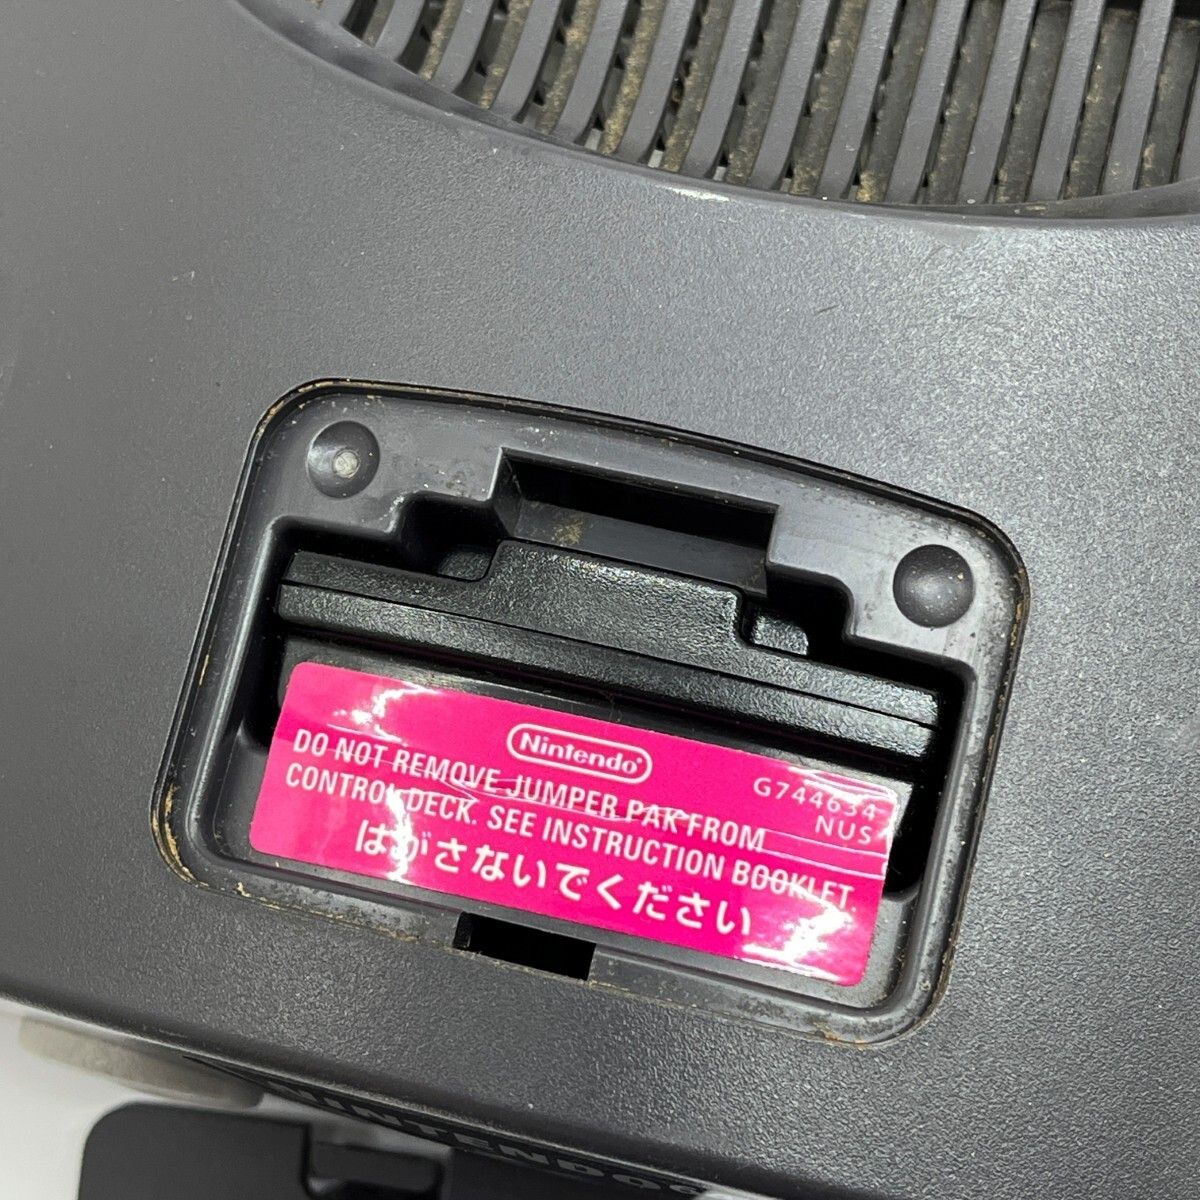 Nintendo
G744634
NUS
DO NOT REMOVE JUMPER PAK FROM
CONTROL DECK. SEE INSTRUCTION BOOKLET.
はがさないでください
NINTENDO